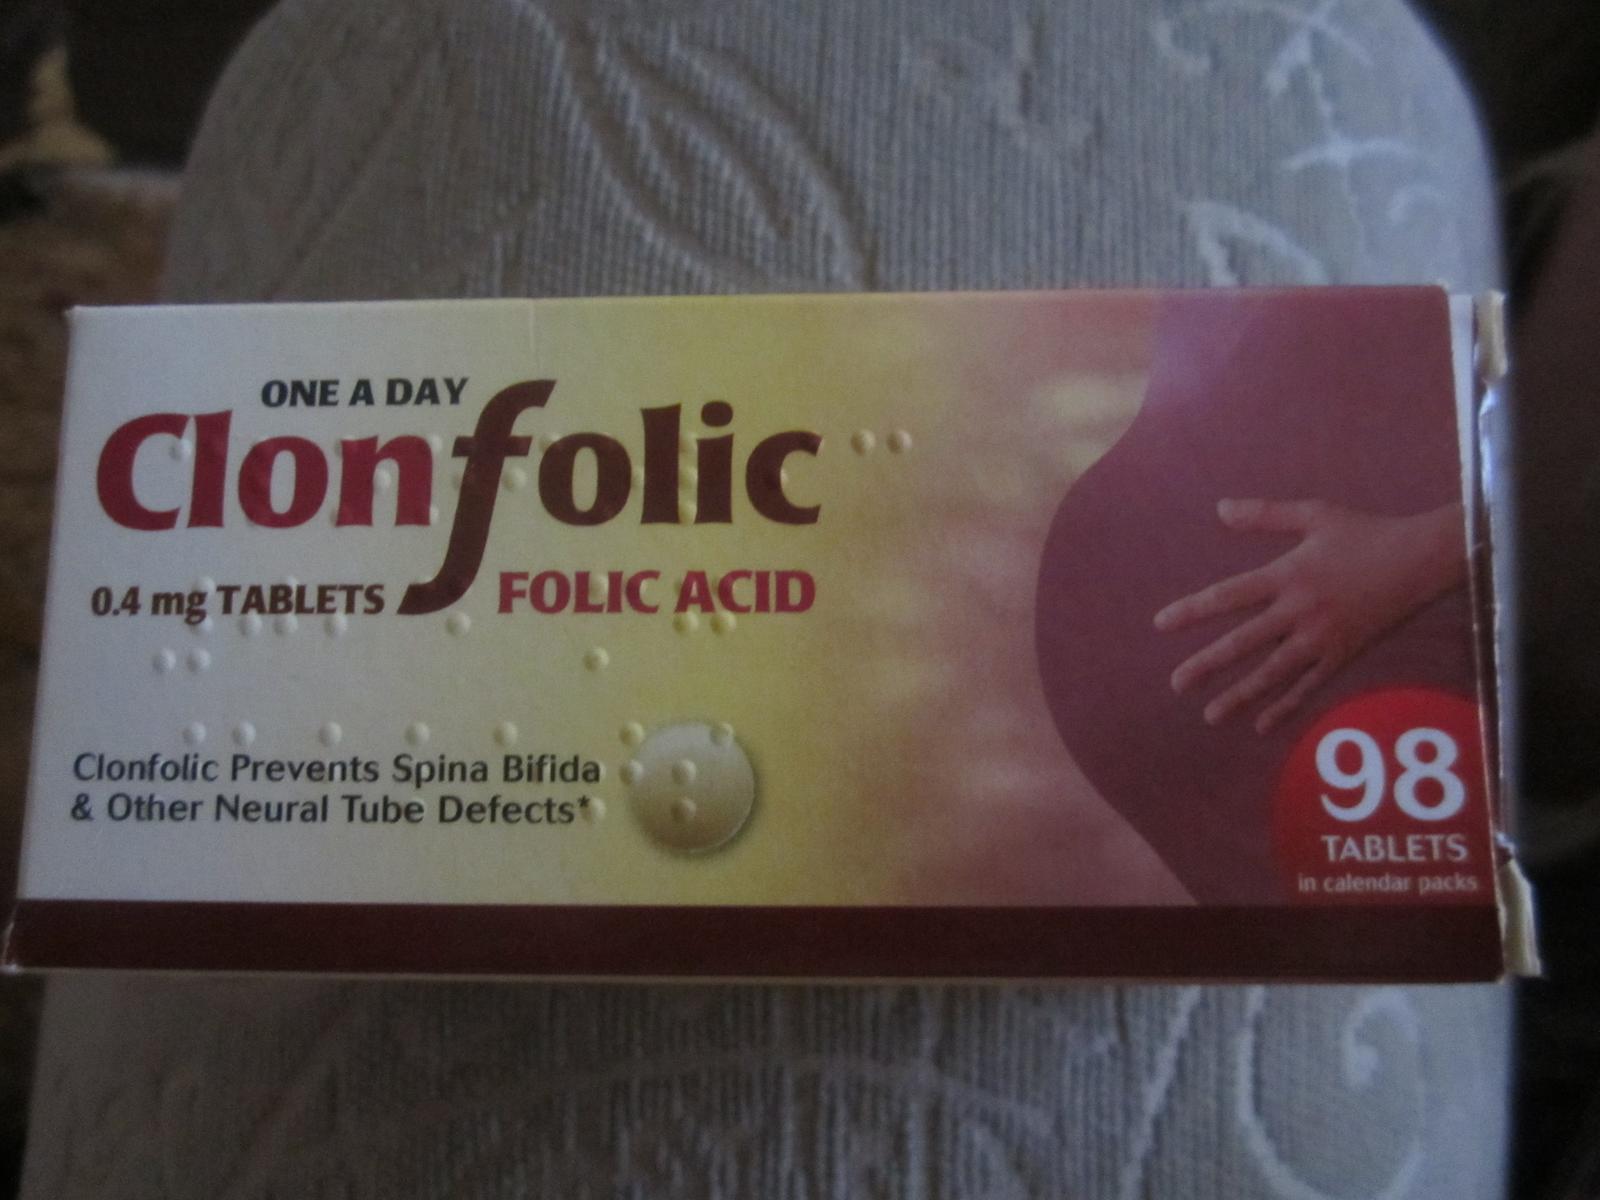 ONE A DAY
Clonfolic
0.4 mg TABLETS FOLIC ACID
Clonfolic Prevents Spina Bifida
& Other Neural Tube Defects*
98
TABLETS
in calendar packs